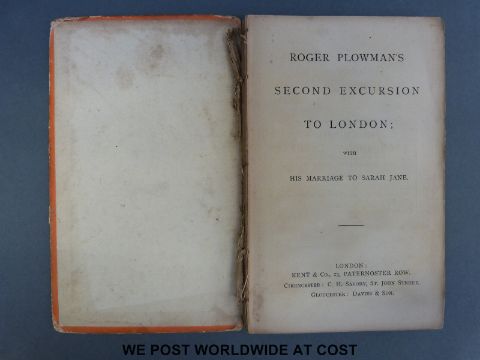 ROGER PLOWMAN'S
SECOND EXCURSION
TO LONDON;
WITH
HIS MARRIAGE TO SARAH JANE.
LONDON:
KENT & CO., 23, PATERNOSTER ROW.
CIRENCESTER: C. H. SAVORY, ST. JOHN STREET.
GLOUCESTER: DAVIES & SON.
WE POST WORLDWIDE AT COST